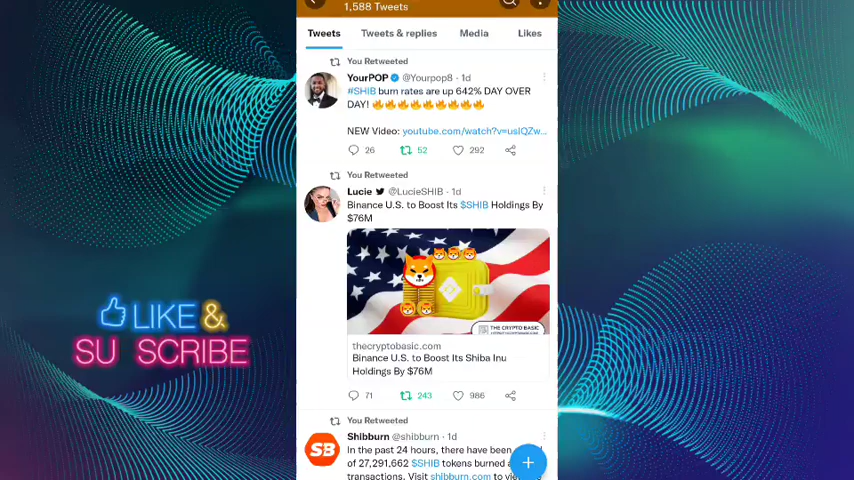 1,588 Tweets
Tweets
Tweets & replies
Media
Likes
You Retweeted
YourPOP @Yourpop8 · 1d
#SHIB burn rates are up 642% DAY OVER
DAY! 🔥🔥🔥🔥🔥🔥🔥🔥🔥
NEW Video: youtube.com/watch?v=usIQZw...
26
52
292
You Retweeted
Lucie @LucieSHIB · 1d
Binance U.S. to Boost Its $SHIB Holdings By
$76M
THE CRYPTO BASIC
thecryptobasic.com
Binance U.S. to Boost Its Shiba Inu
Holdings By $76M
71
243
986
You Retweeted
SB
Shibburn @shibburn · 1d
In the past 24 hours, there have been
of 27,291,662 $SHIB tokens burned
transactions. Visit shibburn.com to
LIKE &
SU SCRIBE